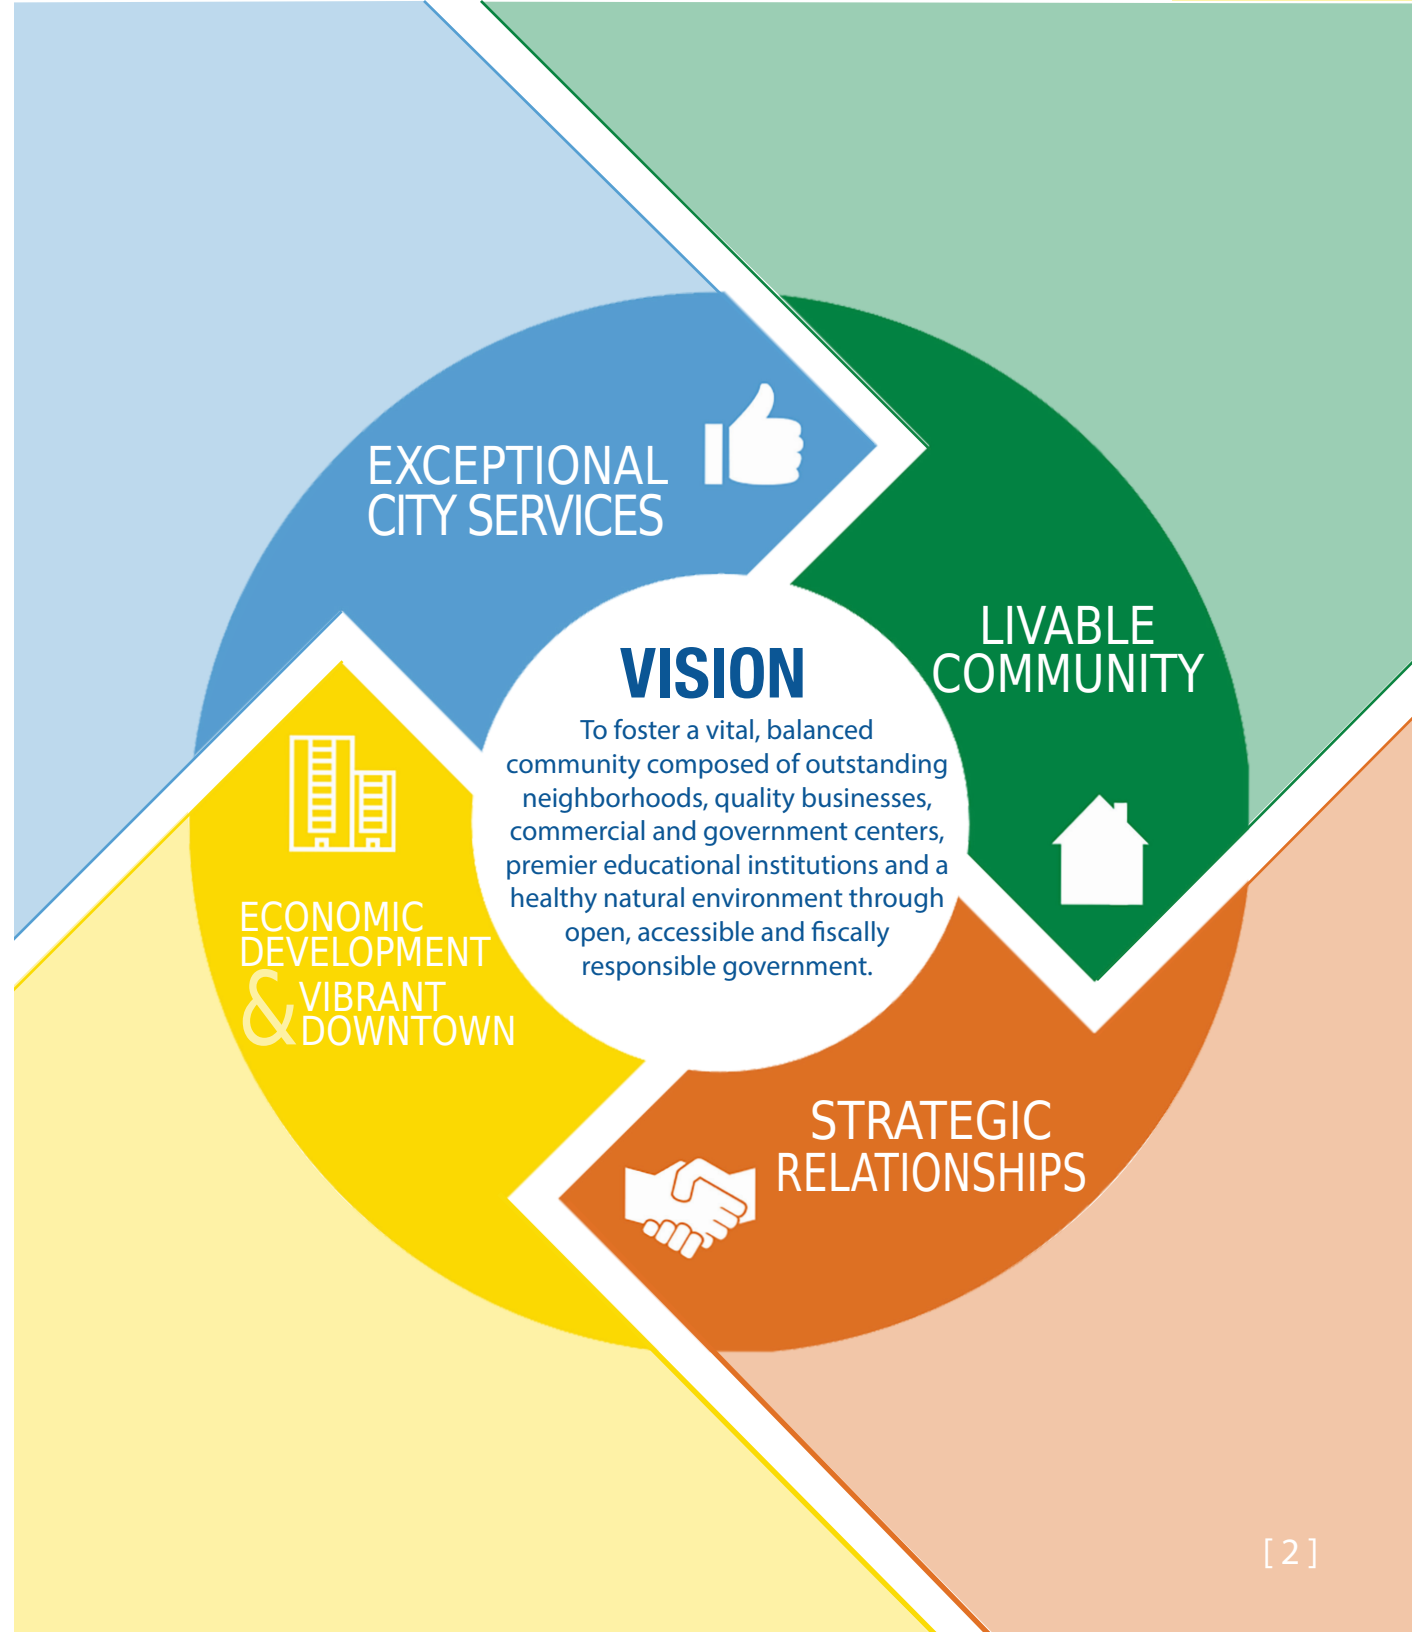 EXCEPTIONAL
CITY SERVICES
LIVABLE
COMMUNITY
VISION
To foster a vital, balanced
community composed of outstanding
neighborhoods, quality businesses,
commercial and government centers,
premier educational institutions and a
healthy natural environment through
open, accessible and fiscally
responsible government.
ECONOMIC
DEVELOPMENT
& VIBRANT
DOWNTOWN
STRATEGIC
RELATIONSHIPS
[ 2 ]